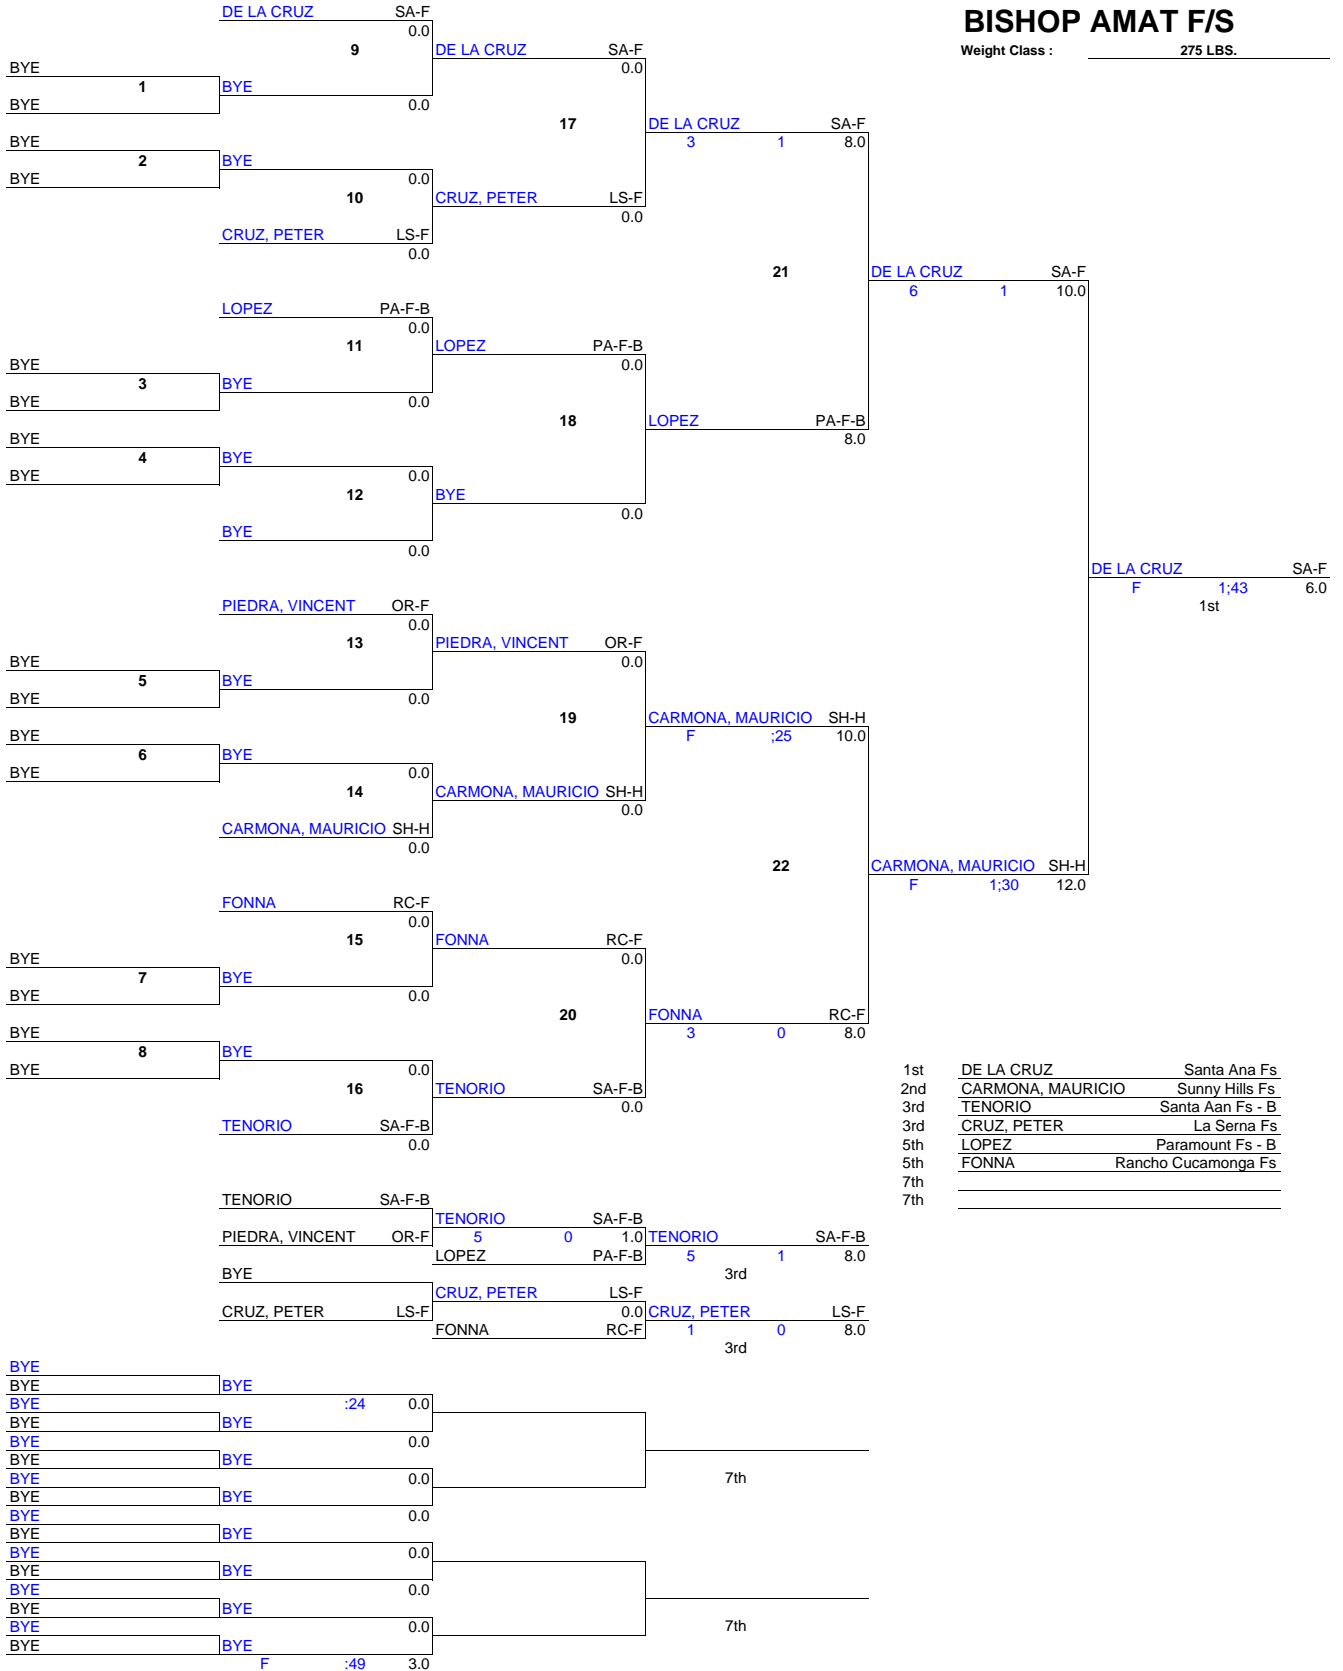 BISHOP AMAT F/S
Weight Class : 275 LBS.
DE LA CRUZ SA-F
0.0
9
DE LA CRUZ SA-F
0.0
BYE
1
BYE
BYE
0.0
17
DE LA CRUZ SA-F
3 1 8.0
BYE
2
BYE
BYE
0.0
10
CRUZ, PETER LS-F
0.0
CRUZ, PETER LS-F
0.0
21
DE LA CRUZ SA-F
6 1 10.0
LOPEZ PA-F-B
0.0
11
LOPEZ PA-F-B
0.0
BYE
3
BYE
BYE
0.0
18
LOPEZ PA-F-B
8.0
BYE
4
BYE
BYE
0.0
12
BYE
0.0
BYE
0.0
DE LA CRUZ SA-F
F 1;43 6.0
1st
PIEDRA, VINCENT OR-F
0.0
13
PIEDRA, VINCENT OR-F
0.0
BYE
5
BYE
BYE
0.0
19
CARMONA, MAURICIO SH-H
F ;25 10.0
BYE
6
BYE
BYE
0.0
14
CARMONA, MAURICIO SH-H
0.0
CARMONA, MAURICIO SH-H
0.0
22
CARMONA, MAURICIO SH-H
F 1;30 12.0
FONNA RC-F
0.0
15
FONNA RC-F
0.0
BYE
7
BYE
BYE
0.0
20
FONNA RC-F
3 0 8.0
BYE
8
BYE
BYE
0.0
16
TENORIO SA-F-B
0.0
TENORIO SA-F-B
0.0
1st DE LA CRUZ Santa Ana Fs
2nd CARMONA, MAURICIO Sunny Hills Fs
3rd TENORIO Santa Aan Fs - B
3rd CRUZ, PETER La Serna Fs
5th LOPEZ Paramount Fs - B
5th FONNA Rancho Cucamonga Fs
7th
7th
TENORIO SA-F-B
TENORIO SA-F-B
PIEDRA, VINCENT OR-F
5 0 1.0
TENORIO SA-F-B
LOPEZ PA-F-B
5 1 8.0
3rd
BYE
CRUZ, PETER LS-F
CRUZ, PETER LS-F
0.0
CRUZ, PETER LS-F
FONNA RC-F
1 0 8.0
3rd
BYE
BYE
BYE
BYE
:24 0.0
BYE
BYE
BYE
0.0
BYE
BYE
BYE
0.0
BYE
BYE
BYE
0.0
7th
BYE
BYE
BYE
0.0
BYE
BYE
BYE
0.0
BYE
BYE
BYE
0.0
7th
BYE
BYE
F :49 3.0